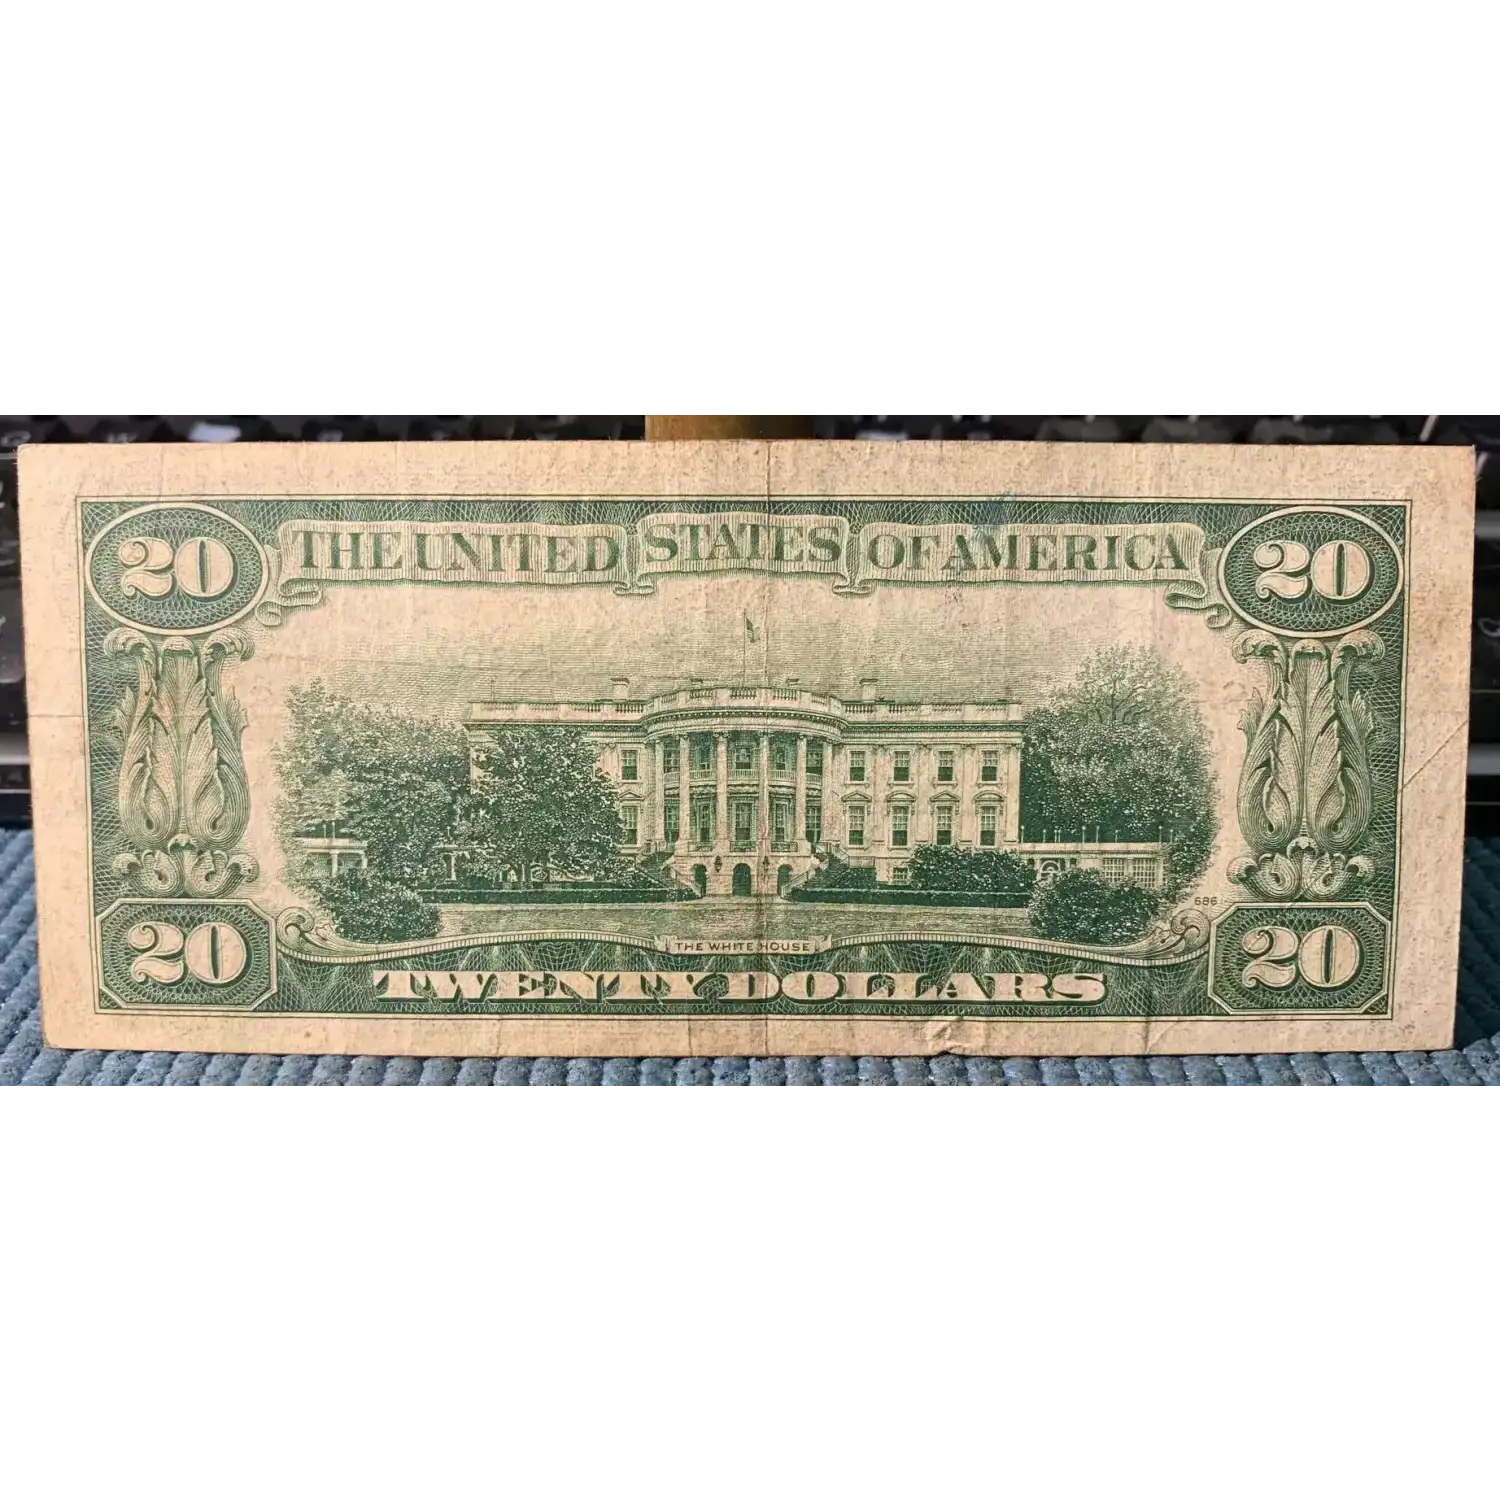 20 THE UNITED STATES OF AMERICA 20
686
THE WHITE HOUSE
20 TWENTY DOLLARS 20